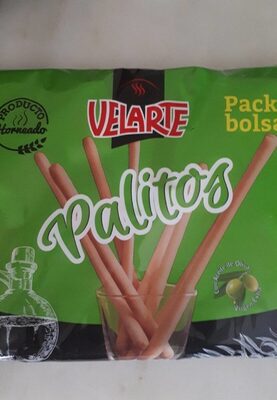 PRODUCTO
Horneado
VELARTE
Pack
bolsa
Palitos